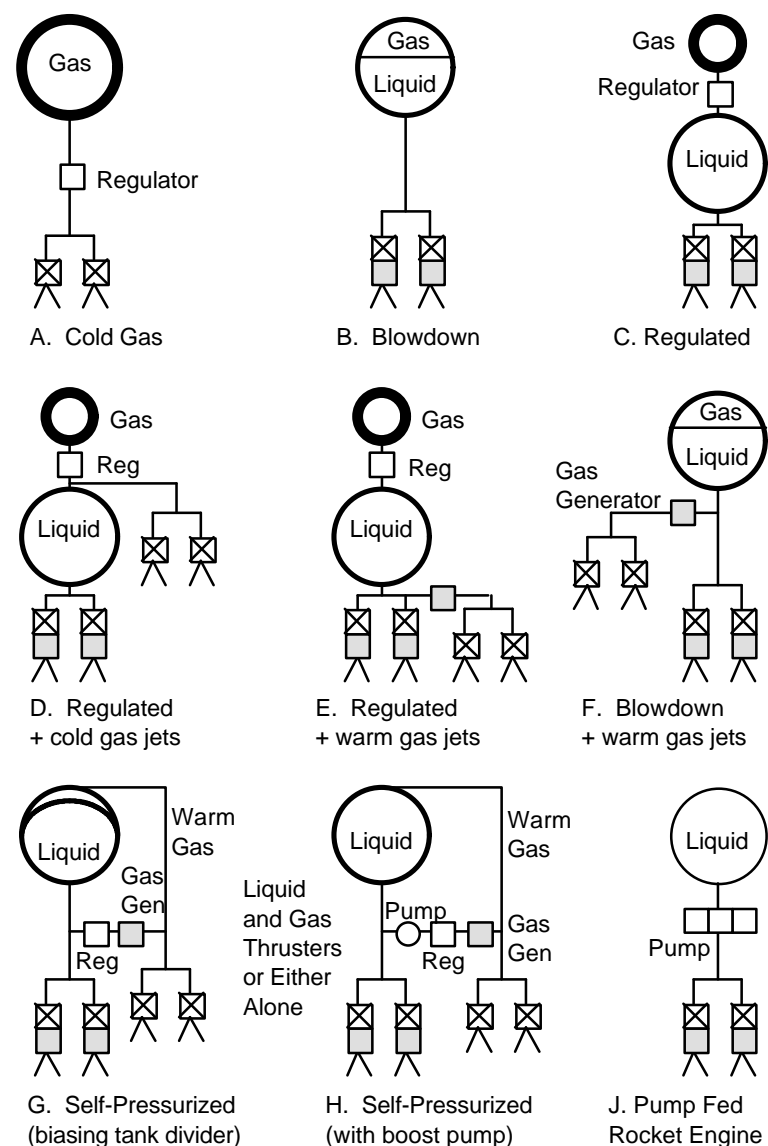 Gas
Regulator
A. Cold Gas
Gas
Liquid
B. Blowdown
Gas
Regulator
Liquid
C. Regulated
Gas
Reg
Liquid
D. Regulated
+ cold gas jets
Gas
Reg
Liquid
E. Regulated
+ warm gas jets
Gas
Liquid
Gas
Generator
F. Blowdown
+ warm gas jets
Liquid
Warm
Gas
Gas
Gen
Reg
G. Self-Pressurized
(biasing tank divider)
Liquid
and Gas
Thrusters
or Either
Alone
Liquid
Warm
Gas
Pump
Reg
Gas
Gen
H. Self-Pressurized
(with boost pump)
Liquid
Pump
J. Pump Fed
Rocket Engine